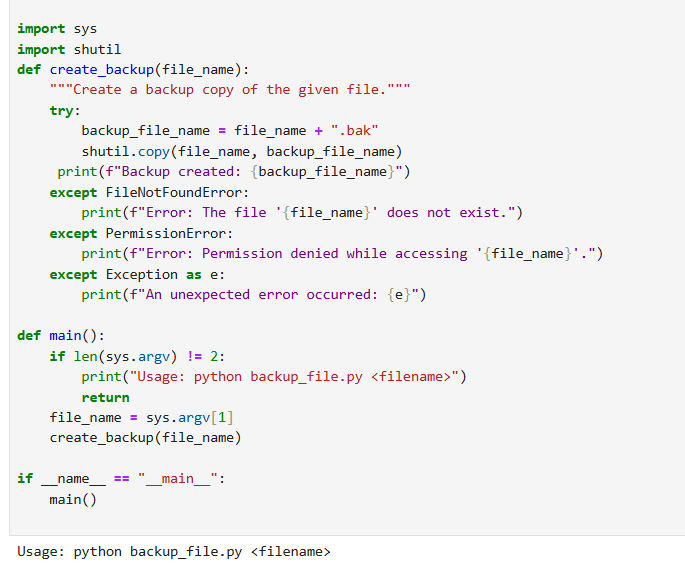 import sys
import shutil
def create_backup(file_name):
    """Create a backup copy of the given file."""
    try:
        backup_file_name = file_name + ".bak"
        shutil.copy(file_name, backup_file_name)
     print(f"Backup created: {backup_file_name}")
    except FileNotFoundError:
        print(f"Error: The file '{file_name}' does not exist.")
    except PermissionError:
        print(f"Error: Permission denied while accessing '{file_name}'.")
    except Exception as e:
        print(f"An unexpected error occurred: {e}")

def main():
    if len(sys.argv) != 2:
        print("Usage: python backup_file.py <filename>")
        return
    file_name = sys.argv[1]
    create_backup(file_name)

if __name__ == "__main__":
    main()

Usage: python backup_file.py <filename>